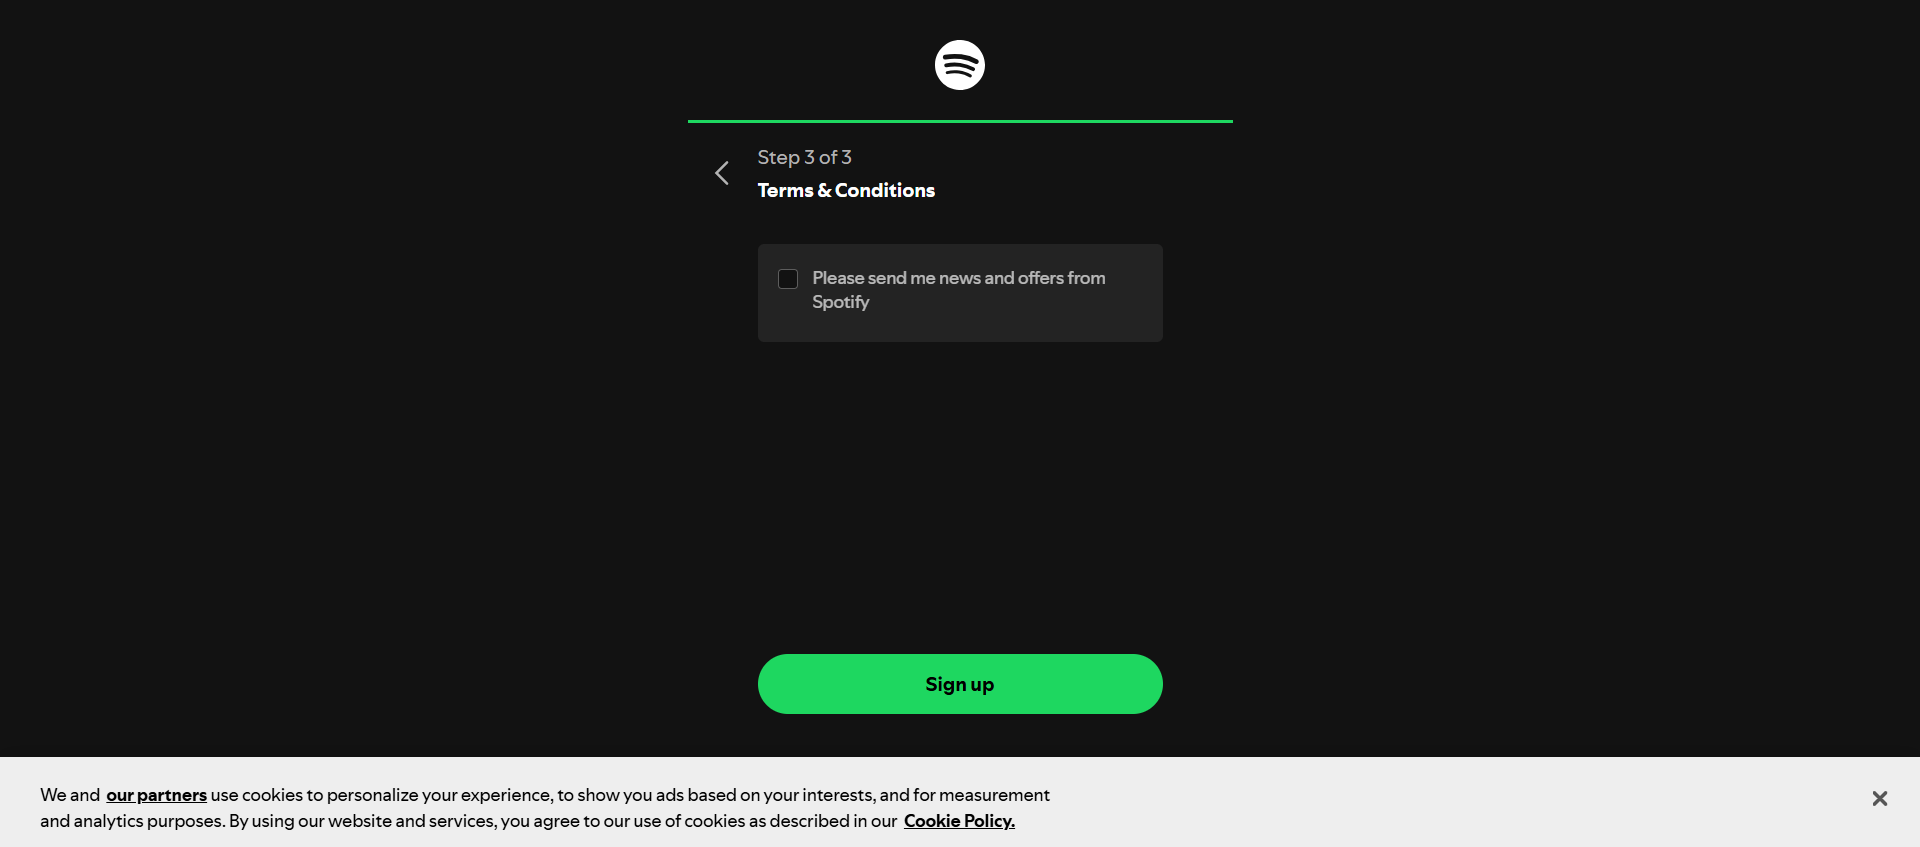 Step 3 of 3
Terms & Conditions
Please send me news and offers from
Spotify
Sign up
We and our partners use cookies to personalize your experience, to show you ads based on your interests, and for measurement
and analytics purposes. By using our website and services, you agree to our use of cookies as described in our Cookie Policy.